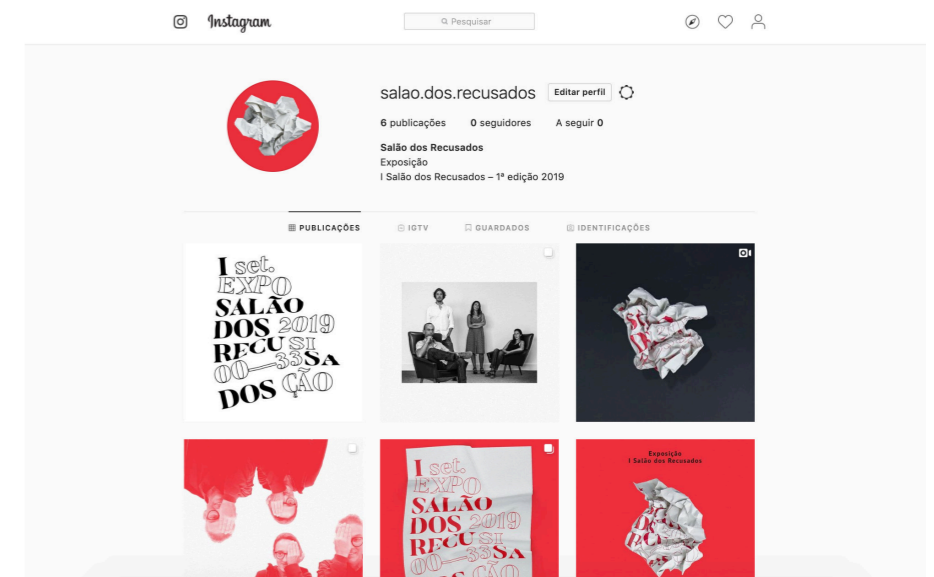 Instagram
Pesquisar
salao.dos.recusados Editar perfil
6 publicações 0 seguidores A seguir 0
Salão dos Recusados
Exposição
I Salão dos Recusados – 1ª edição 2019
PUBLICAÇÕES IGTV GUARDADOS IDENTIFICAÇÕES
I set.
EXPO
SALÃO
DOS 2019
RECU SI
00—33SA
DOS ÇÃO
I set.
EXPO
SALÃO
DOS 2019
RECU SI
00—33SA
Exposição
I Salão dos Recusados